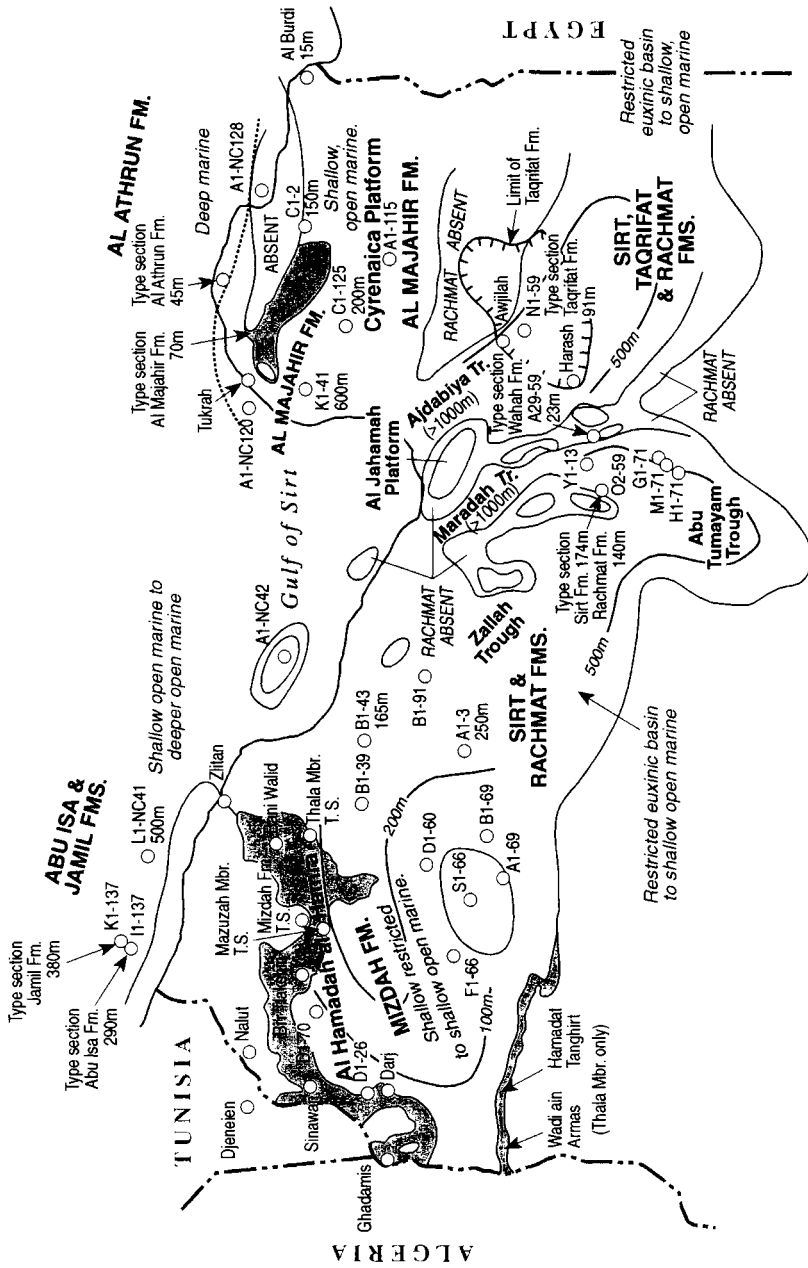 TUNISIA
ALGERIA
EGYPT
Gulf of Sirt
Type section
Jamil Fm.
380m
K1-137
I1-137
Type section
Abu Isa Fm.
290m
ABU ISA &
JAMIL FMS.
L1-NC41
500m
Shallow open marine to
deeper open marine
Zlitan
Nalut
Djeneien
Sinawan
D1-26
Darj
Ghadamis
Mazuzah Mbr.
T.S.
Mizdah Fm.
T.S.
Thala Mbr.
T.S.
Al Hamadah al
MIZDAH FM.
Shallow restricted
to shallow open marine.
100m
200m
F1-66
S1-66
D1-60
B1-69
A1-69
Wadi ain
Armas
(Thala Mbr only)
Hamadat
Tanghirt
B1-39
B1-43
165m
B1-91
A1-3
250m
SIRT &
RACHMAT FMS.
Restricted euxinic basin
to shallow open marine
500m
Zallah
Trough
RACHMAT
ABSENT
A1-NC42
Al Jahamah
Platform
Maradah Tr.
(>1000m)
Ajdabiya Tr.
(>1000m)
Type section
Sirt Fm. 174m
Rachmat Fm.
140m
Y1-13
O2-59
G1-71
M1-71
H1-71
Abu
Tumayam
Trough
Type section
Wahah Fm.
A29-59
23m
Awjilah
N1-59
Type section
Taqrifat Fm.
Harash
91m
Limit of
Taqrifat Fm.
RACHMAT ABSENT
SIRT,
TAQRIFAT
& RACHMAT
FMS.
500m
RACHMAT
ABSENT
Restricted
euxinic basin
to shallow,
open marine
A1-NC120
Tukrah
Type section
Al Majahir Fm.
70m
Type section
Al Athrun Fm.
45m
AL ATHRUN FM.
Deep marine
A1-NC128
ABSENT
C1-2
150m
Al Burdi
15m
Shallow,
open marine.
Cyrenaica Platform
AL MAJAHIR FM.
A1-115
C1-125
200m
AL MAJAHIR FM.
K1-41
600m